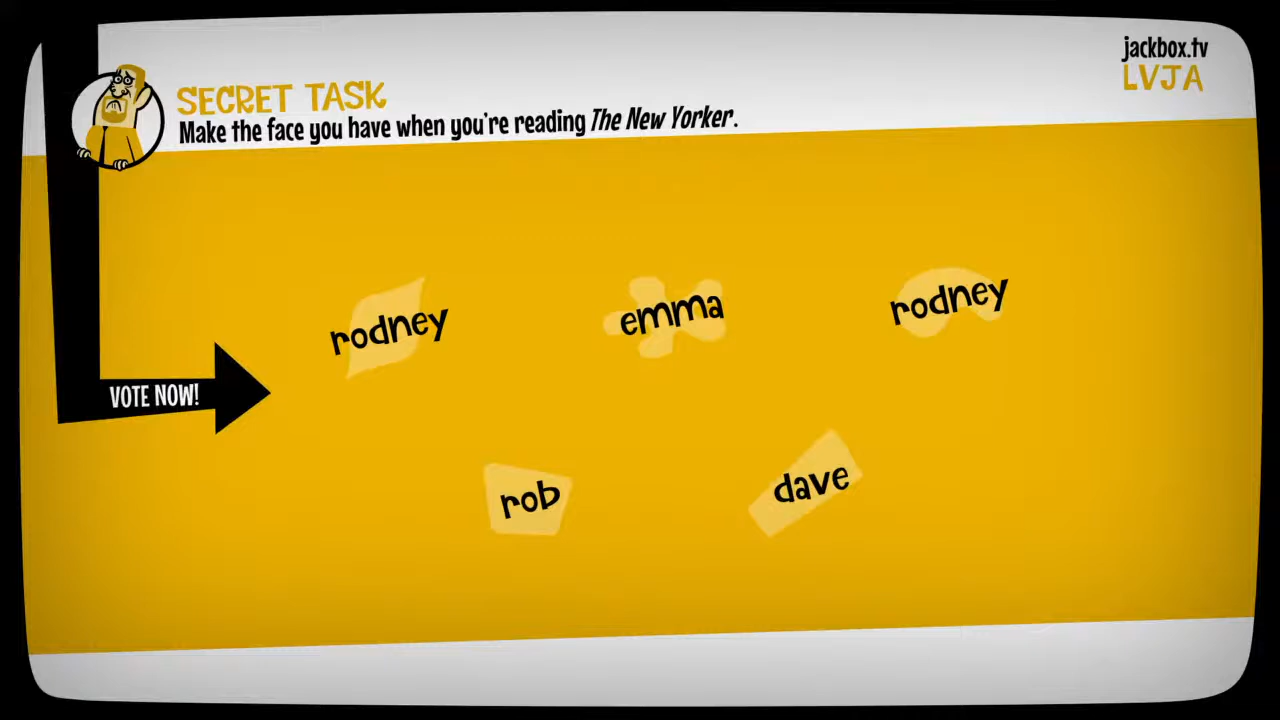 jackbox.tv
LVJA
SECRET TASK
Make the face you have when you're reading The New Yorker.
rodney
emma
rodney
VOTE NOW!
rob
dave